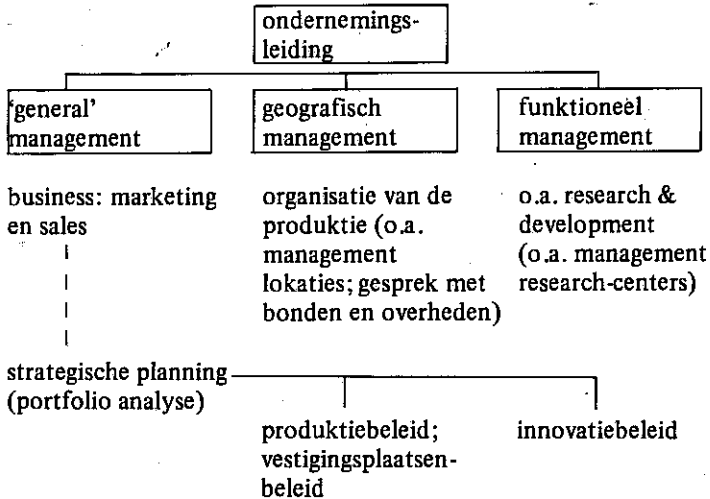 ondernemings-
leiding
'general'
management
geografisch
management
funktioneel
management
business: marketing
en sales
organisatie van de
produktie (o.a.
management
lokaties; gesprek met
bonden en overheden)
o.a. research &
development
(o.a. management
research-centers)
strategische planning
(portfolio analyse)
produktiebeleid;
vestigingsplaatsen-
beleid
innovatiebeleid